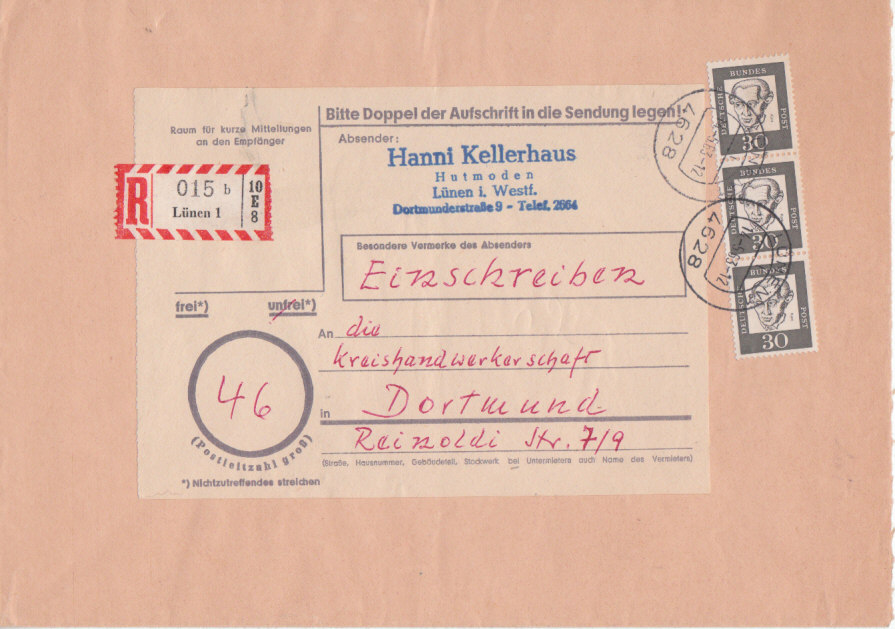 Bitte Doppel der Aufschrift in die Sendung legen!
Raum für kurze Mitteilungen
an den Empfänger
Absender:
Hanni Kellerhaus
Hutmoden
Lünen i. Westf.
Dortmunderstraße 9 - Telef. 2664
R
015 b
Lünen 1
10
E
8
Besondere Vermerke des Absenders
Einschreiben
frei*)
unfrei*)
An die
Kreishandwerkerschaft
in Dortmund
Reinoldi Str. 7/9
(Straße, Hausnummer, Gebäudeteil, Stockwerk bei Untermietern auch Name des Vermieters)
46
(Postleitzahl groß)
*) Nichtzutreffendes streichen
DEUTSCHE
BUNDES
POST
30
DEUTSCHE
POST
30
DEUTSCHE
BUNDES
POST
30
4628
4628